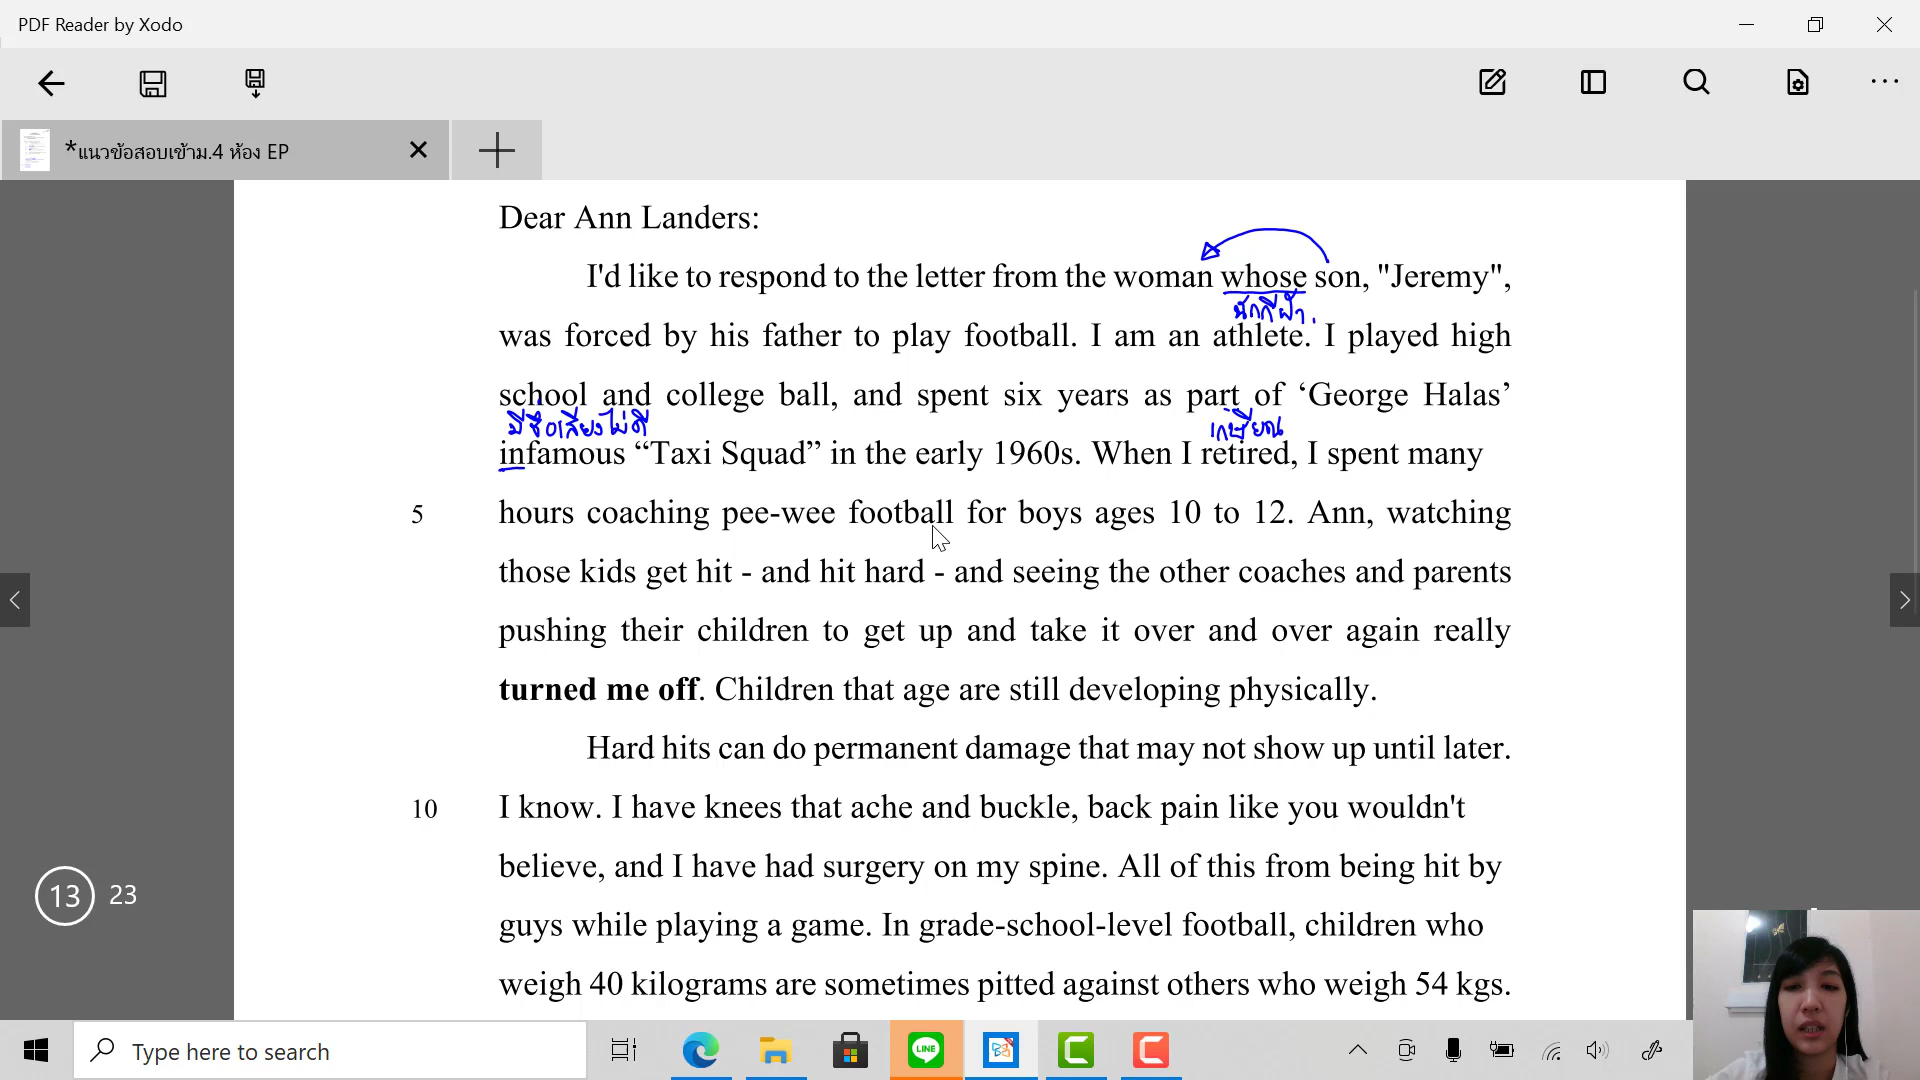 PDF Reader by Xodo
*แนวข้อสอบเข้าม.4 ห้อง EP
Dear Ann Landers:
I'd like to respond to the letter from the woman whose son, "Jeremy",
นักกีฬา
was forced by his father to play football. I am an athlete. I played high
school and college ball, and spent six years as part of ‘George Halas’
มีชื่อเสียงไม่ดี เกษียณ
infamous “Taxi Squad” in the early 1960s. When I retired, I spent many
5 hours coaching pee-wee football for boys ages 10 to 12. Ann, watching
those kids get hit - and hit hard - and seeing the other coaches and parents
pushing their children to get up and take it over and over again really
turned me off. Children that age are still developing physically.
Hard hits can do permanent damage that may not show up until later.
10 I know. I have knees that ache and buckle, back pain like you wouldn't
believe, and I have had surgery on my spine. All of this from being hit by
guys while playing a game. In grade-school-level football, children who
weigh 40 kilograms are sometimes pitted against others who weigh 54 kgs.
13 23
Type here to search
LINE